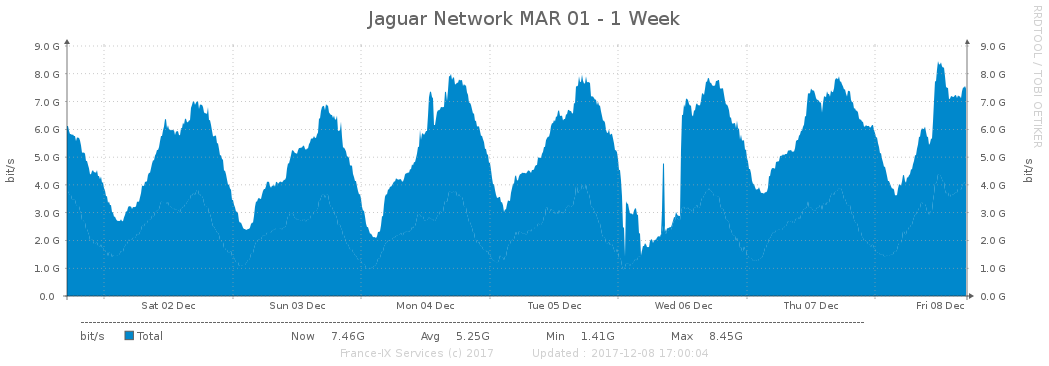 Jaguar Network MAR 01 - 1 Week
RRDTOOL / TOBI OETIKER
9.0 G 9.0 G
8.0 G 8.0 G
7.0 G 7.0 G
6.0 G 6.0 G
5.0 G 5.0 G
bit/s bit/s
4.0 G 4.0 G
3.0 G 3.0 G
2.0 G 2.0 G
1.0 G 1.0 G
0.0 0.0 G
Sat 02 Dec Sun 03 Dec Mon 04 Dec Tue 05 Dec Wed 06 Dec Thu 07 Dec Fri 08 Dec
bit/s Total Now 7.46G Avg 5.25G Min 1.41G Max 8.45G
France-IX Services (c) 2017 Updated : 2017-12-08 17:00:04